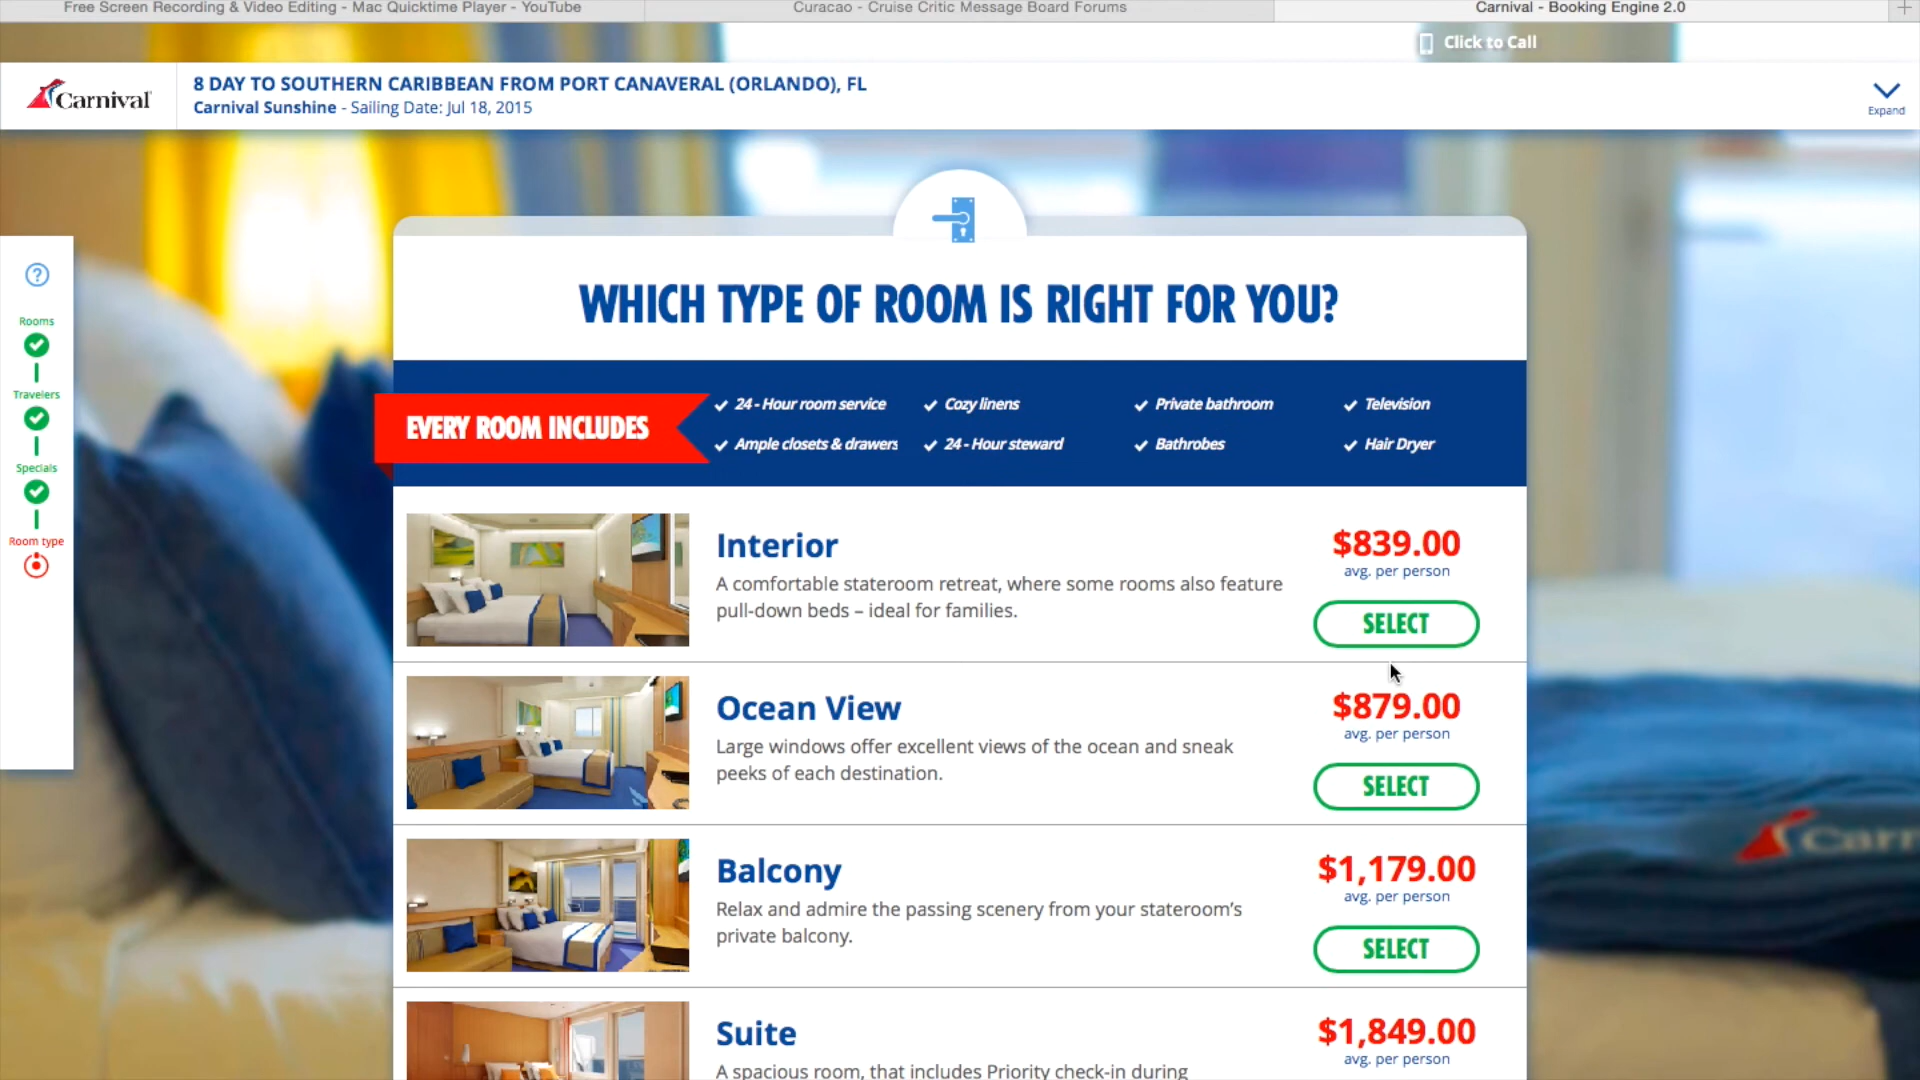 Free Screen Recording & Video Editing - Mac Quicktime Player - YouTube
Curacao - Cruise Critic Message Board Forums
Carnival - Booking Engine 2.0
Click to Call
Carnival
8 DAY TO SOUTHERN CARIBBEAN FROM PORT CANAVERAL (ORLANDO), FL
Carnival Sunshine - Sailing Date: Jul 18, 2015
Expand
Rooms
Travelers
Specials
Room type
WHICH TYPE OF ROOM IS RIGHT FOR YOU?
EVERY ROOM INCLUDES
24 - Hour room service
Cozy linens
Private bathroom
Television
Ample closets & drawers
24 - Hour steward
Bathrobes
Hair Dryer
Interior
A comfortable stateroom retreat, where some rooms also feature
pull-down beds – ideal for families.
$839.00
avg. per person
SELECT
Ocean View
Large windows offer excellent views of the ocean and sneak
peeks of each destination.
$879.00
avg. per person
SELECT
Balcony
Relax and admire the passing scenery from your stateroom's
private balcony.
$1,179.00
avg. per person
SELECT
Suite
A spacious room, that includes Priority check-in during
$1,849.00
avg. per person